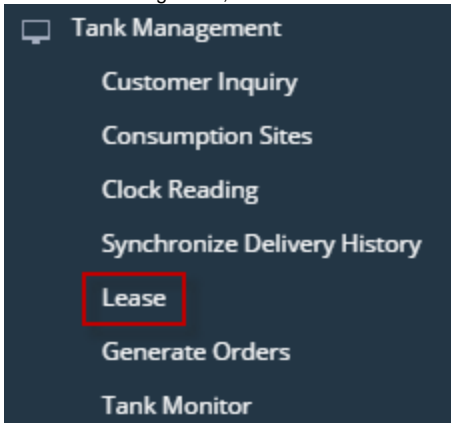 Tank Management
Customer Inquiry
Consumption Sites
Clock Reading
Synchronize Delivery History
Lease
Generate Orders
Tank Monitor